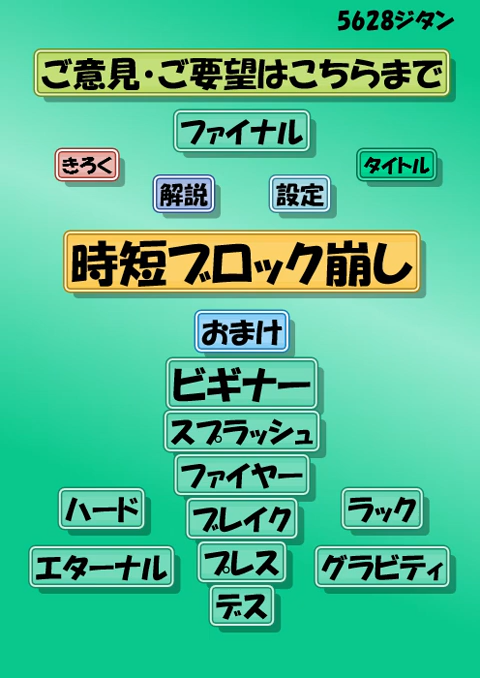 5628ジタン
ご意見・ご要望はこちらまで
ファイナル
きろく
タイトル
解説
設定
時短ブロック崩し
おまけ
ビギナー
スプラッシュ
ファイヤー
ハード
ブレイク
ラック
エターナル
プレス
グラビティ
デス